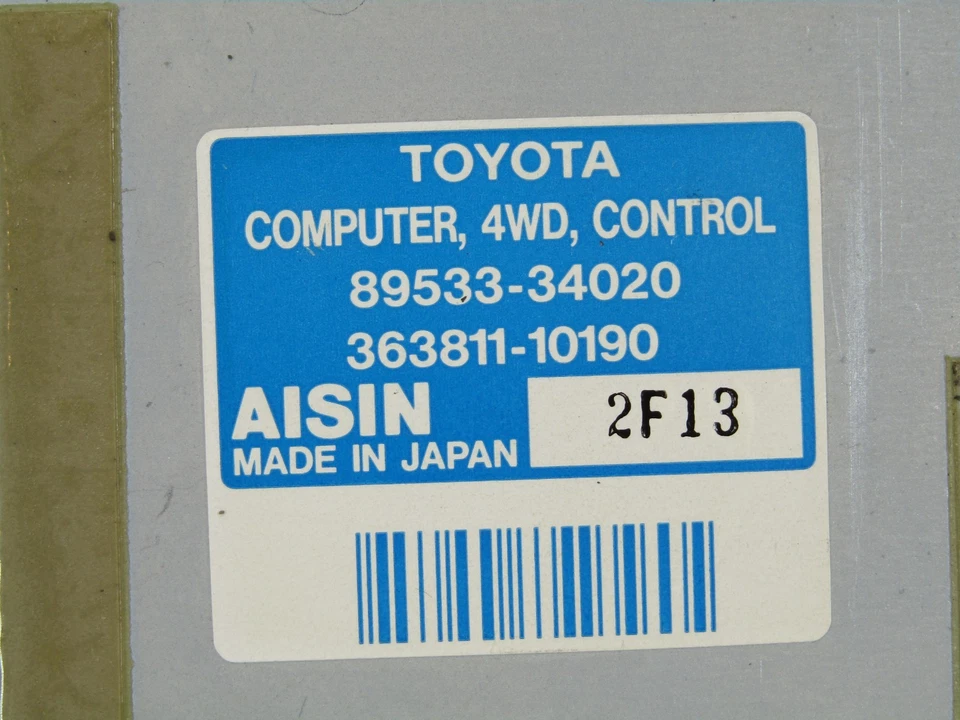 TOYOTA
COMPUTER, 4WD, CONTROL
89533-34020
363811-10190
AISIN
MADE IN JAPAN
2F13